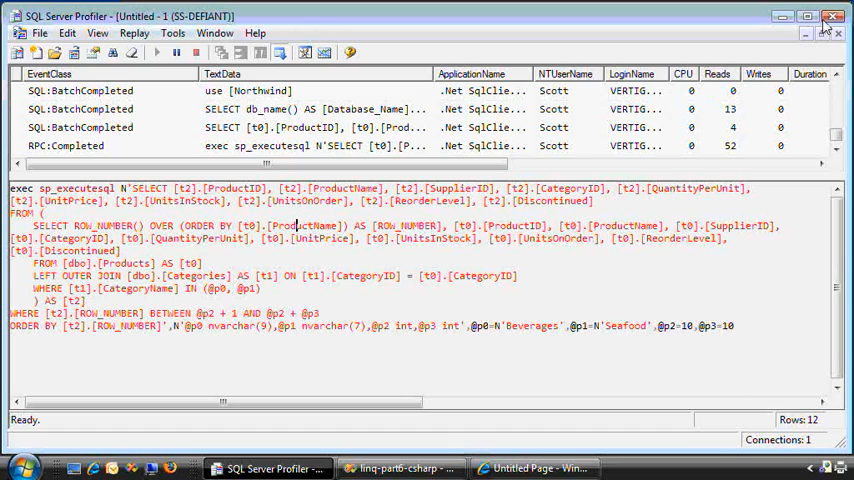 SQL Server Profiler - [Untitled - 1 (SS-DEFIANT)]
File Edit View Replay Tools Window Help
EventClass TextData ApplicationName NTUserName LoginName CPU Reads Writes Duration
SQL:BatchCompleted use [Northwind] .Net SqlClie... Scott VERTIG... 0 0 0
SQL:BatchCompleted SELECT db_name() AS [Database_Name]... .Net SqlClie... Scott VERTIG... 0 13 0
SQL:BatchCompleted SELECT [t0].[ProductID], [t0].[Prod... .Net SqlClie... Scott VERTIG... 0 4 0
RPC:Completed exec sp_executesql N'SELECT [t0].[P... .Net SqlClie... Scott VERTIG... 0 52 0
exec sp_executesql N'SELECT [t2].[ProductID], [t2].[ProductName], [t2].[SupplierID], [t2].[CategoryID], [t2].[QuantityPerUnit],
[t2].[UnitPrice], [t2].[UnitsInStock], [t2].[UnitsOnOrder], [t2].[ReorderLevel], [t2].[Discontinued]
FROM (
SELECT ROW_NUMBER() OVER (ORDER BY [t0].[ProductName]) AS [ROW_NUMBER], [t0].[ProductID], [t0].[ProductName], [t0].[SupplierID],
[t0].[CategoryID], [t0].[QuantityPerUnit], [t0].[UnitPrice], [t0].[UnitsInStock], [t0].[UnitsOnOrder], [t0].[ReorderLevel],
[t0].[Discontinued]
FROM [dbo].[Products] AS [t0]
LEFT OUTER JOIN [dbo].[Categories] AS [t1] ON [t1].[CategoryID] = [t0].[CategoryID]
WHERE [t1].[CategoryName] IN (@p0, @p1)
) AS [t2]
WHERE [t2].[ROW_NUMBER] BETWEEN @p2 + 1 AND @p2 + @p3
ORDER BY [t2].[ROW_NUMBER]',N'@p0 nvarchar(9),@p1 nvarchar(7),@p2 int,@p3 int',@p0=N'Beverages',@p1=N'Seafood',@p2=10,@p3=10
Ready. Rows: 12
Connections: 1
SQL Server Profiler -... linq-part6-csharp - ... Untitled Page - Win...